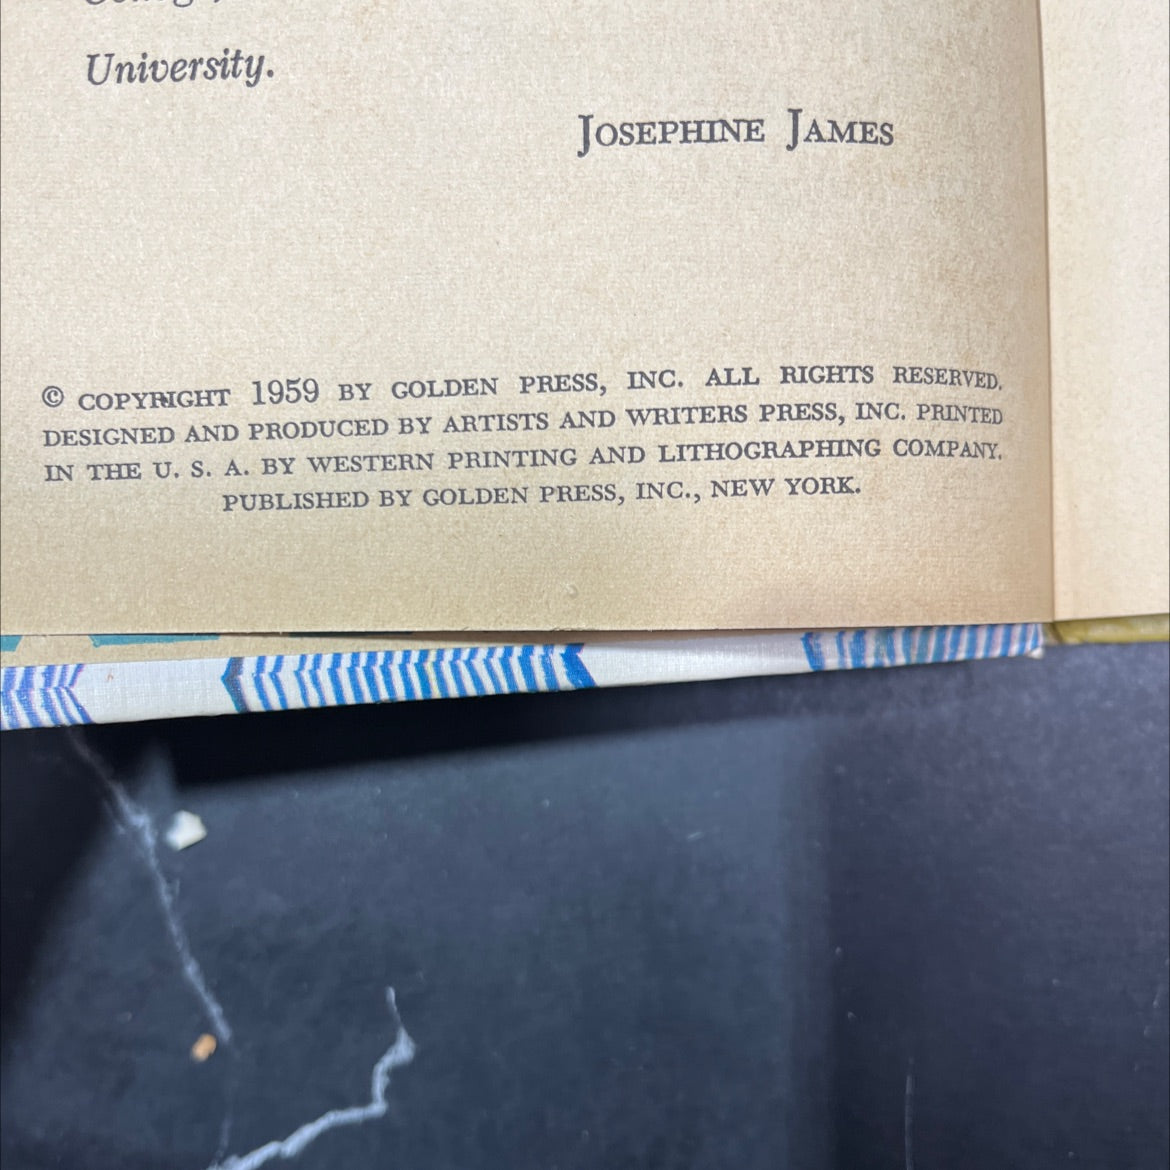 University.
JOSEPHINE JAMES
© COPYRIGHT 1959 BY GOLDEN PRESS, INC. ALL RIGHTS RESERVED.
DESIGNED AND PRODUCED BY ARTISTS AND WRITERS PRESS, INC. PRINTED
IN THE U. S. A. BY WESTERN PRINTING AND LITHOGRAPHING COMPANY.
PUBLISHED BY GOLDEN PRESS, INC., NEW YORK.